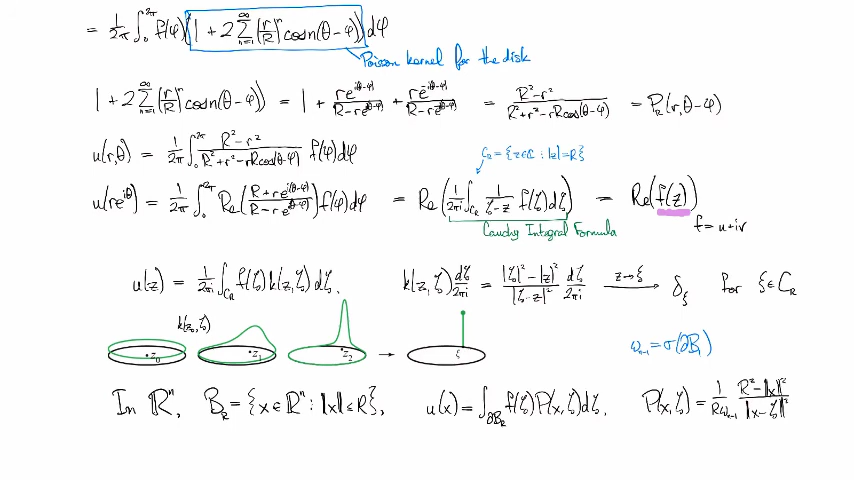 = 1/2π ∫₀^2π f(φ) (1 + 2 ∑_{n=1}^∞ (r/R)^n cos n(θ-φ)) dφ
Poisson kernel for the disk
1 + 2 ∑_{n=1}^∞ (r/R)^n cos n(θ-φ) = 1 + re^{i(θ-φ)}/(R-re^{i(θ-φ)}) + re^{i(θ-φ)}/(R-re^{i(θ-φ)}) = (R²-r²)/(R²+r²-rR cos(θ-φ)) = P_R(r, θ-φ)
u(r,θ) = 1/2π ∫₀^2π (R²-r²)/(R²+r²-rR cos(θ-φ)) f(φ)dφ
C_R = {z∈ℂ : |z|=R}
u(re^{iθ}) = 1/2π ∫₀^2π Re((R+re^{i(θ-φ)})/(R-re^{i(θ-φ)})) f(φ)dφ = Re(1/2πi ∫_{C_R} 1/(ζ-z) f(ζ)dζ) = Re(f(z))
Cauchy Integral Formula
f = u+iv
u(z) = 1/2πi ∫_{C_R} f(ζ)k(z,ζ)dζ, k(z,ζ) dζ/2πi = (|ζ|²-|z|²)/|ζ-z|² dζ/2πi z→ξ δ_ξ for ξ∈C_R
k(z₀,ζ)
z₀ z₁ z₂ → ξ
ω_{n-1} = σ(∂B₁)
In ℝⁿ, B_R = {x∈ℝⁿ : |x|≤R}, u(x) = ∫_{∂B_R} f(ζ)P(x,ζ)dζ, P(x,ζ) = 1/(Rω_{n-1}) (R²-|x|²)/|x-ζ|²